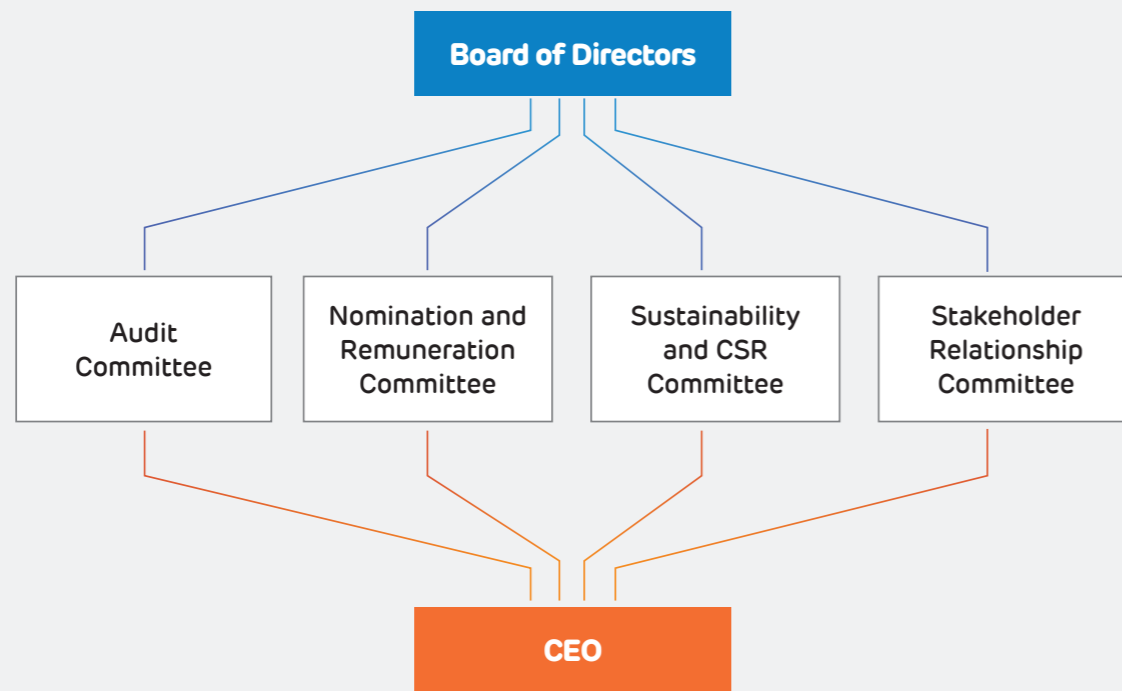 Board of Directors
Audit
Committee
Nomination and
Remuneration
Committee
Sustainability
and CSR
Committee
Stakeholder
Relationship
Committee
CEO